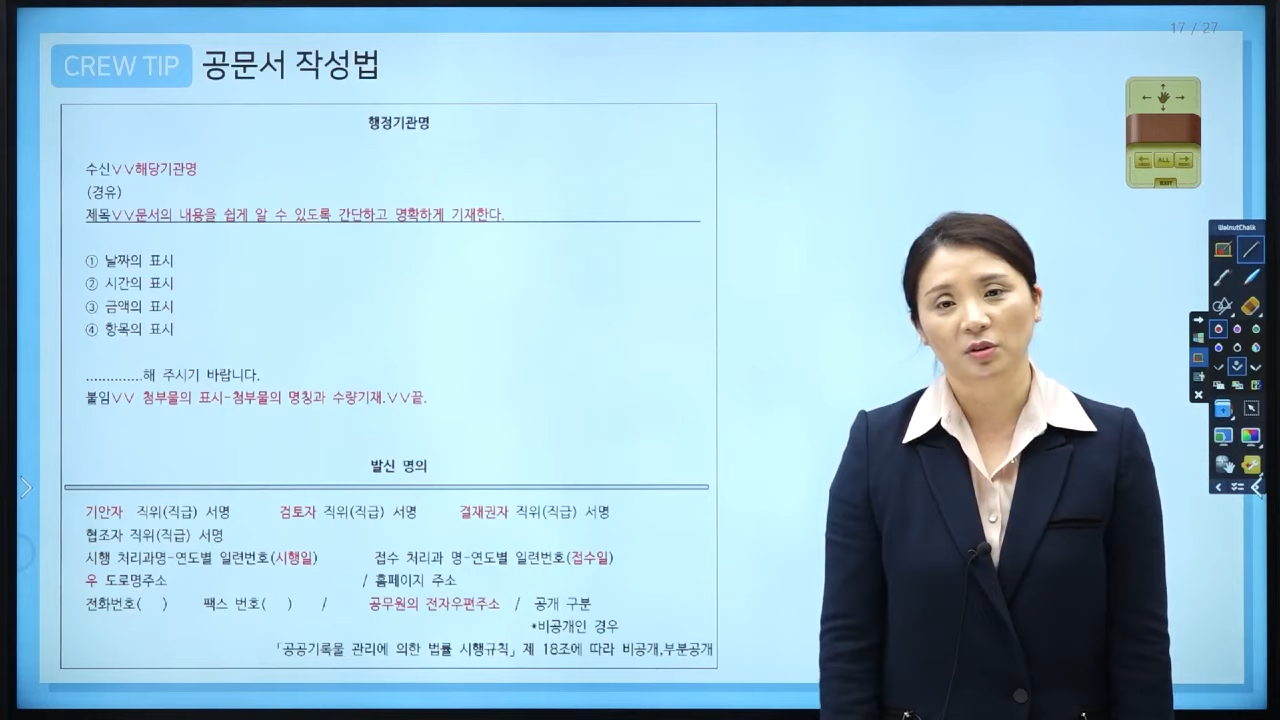 17 / 27
CREW TIP 공문서 작성법
행정기관명
수신∨∨해당기관명
(경유)
제목∨∨문서의 내용을 쉽게 알 수 있도록 간단하고 명확하게 기재한다.
① 날짜의 표시
② 시간의 표시
③ 금액의 표시
④ 항목의 표시
.............해 주시기 바랍니다.
붙임∨∨ 첨부물의 표시-첨부물의 명칭과 수량기재.∨∨끝.
발신 명의
기안자 직위(직급) 서명 검토자 직위(직급) 서명 결재권자 직위(직급) 서명
협조자 직위(직급) 서명
시행 처리과명-연도별 일련번호(시행일) 접수 처리과 명-연도별 일련번호(접수일)
우 도로명주소 / 홈페이지 주소
전화번호( ) 팩스 번호( ) / 공무원의 전자우편주소 / 공개 구분
*비공개인 경우
「공공기록물 관리에 의한 법률 시행규칙」 제 18조에 따라 비공개,부분공개
ALL
EXIT
WalnutChalk